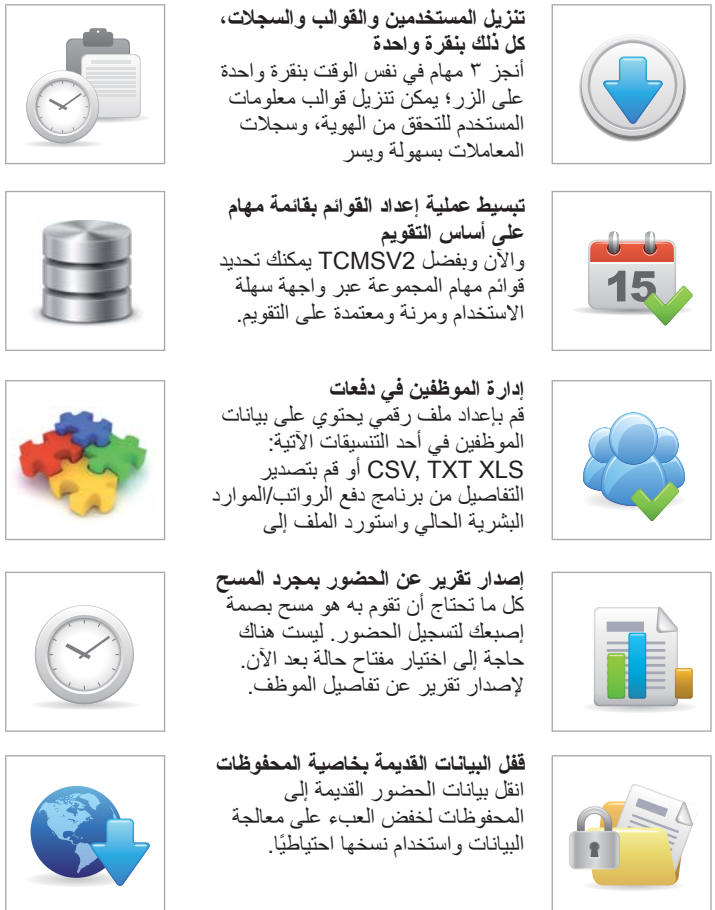 تنزيل المستخدمين والقوالب والسجلات،
كل ذلك بنقرة واحدة
أنجز ٣ مهام في نفس الوقت بنقرة واحدة
على الزر؛ يمكن تنزيل قوالب معلومات
المستخدم للتحقق من الهوية، وسجلات
المعاملات بسهولة ويسر
تبسيط عملية إعداد القوائم بقائمة مهام
على أساس التقويم
والآن وبفضل TCMSV2 يمكنك تحديد
قوائم مهام المجموعة عبر واجهة سهلة
الاستخدام ومرنة ومعتمدة على التقويم.
15
إدارة الموظفين في دفعات
قم بإعداد ملف رقمي يحتوي على بيانات
الموظفين في أحد التنسيقات الآتية:
CSV, TXT XLS أو قم بتصدير
التفاصيل من برنامج دفع الرواتب/الموارد
البشرية الحالي واستورد الملف إلى
إصدار تقرير عن الحضور بمجرد المسح
كل ما تحتاج أن تقوم به هو مسح بصمة
إصبعك لتسجيل الحضور. ليست هناك
حاجة إلى اختيار مفتاح حالة بعد الآن.
لإصدار تقرير عن تفاصيل الموظف.
قفل البيانات القديمة بخاصية المحفوظات
انقل بيانات الحضور القديمة إلى
المحفوظات لخفض العبء على معالجة
البيانات واستخدام نسخها احتياطيًا.